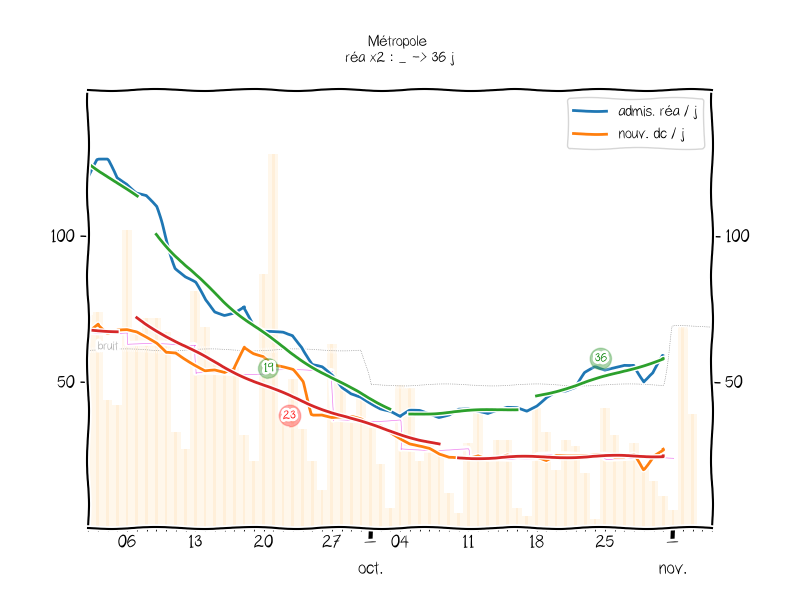 Métropole
réa x2 : _ -> 36 j
admis. réa / j
nouv. dc / j
100
100
bruit
36
19
50
50
23
06 13 20 27 04 11 18 25
oct. nov.